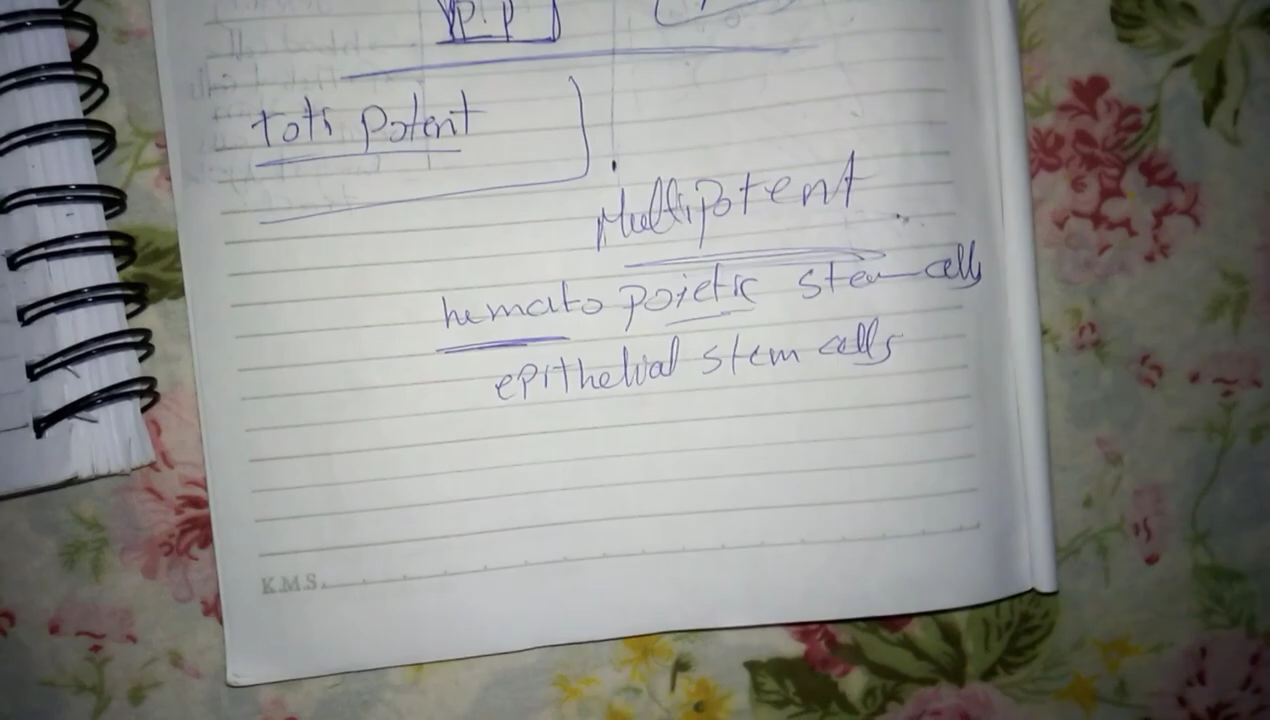 P.P
toti potent
Multipotent
hemato poietic stem cells
epithelial stem cells
K.M.S.